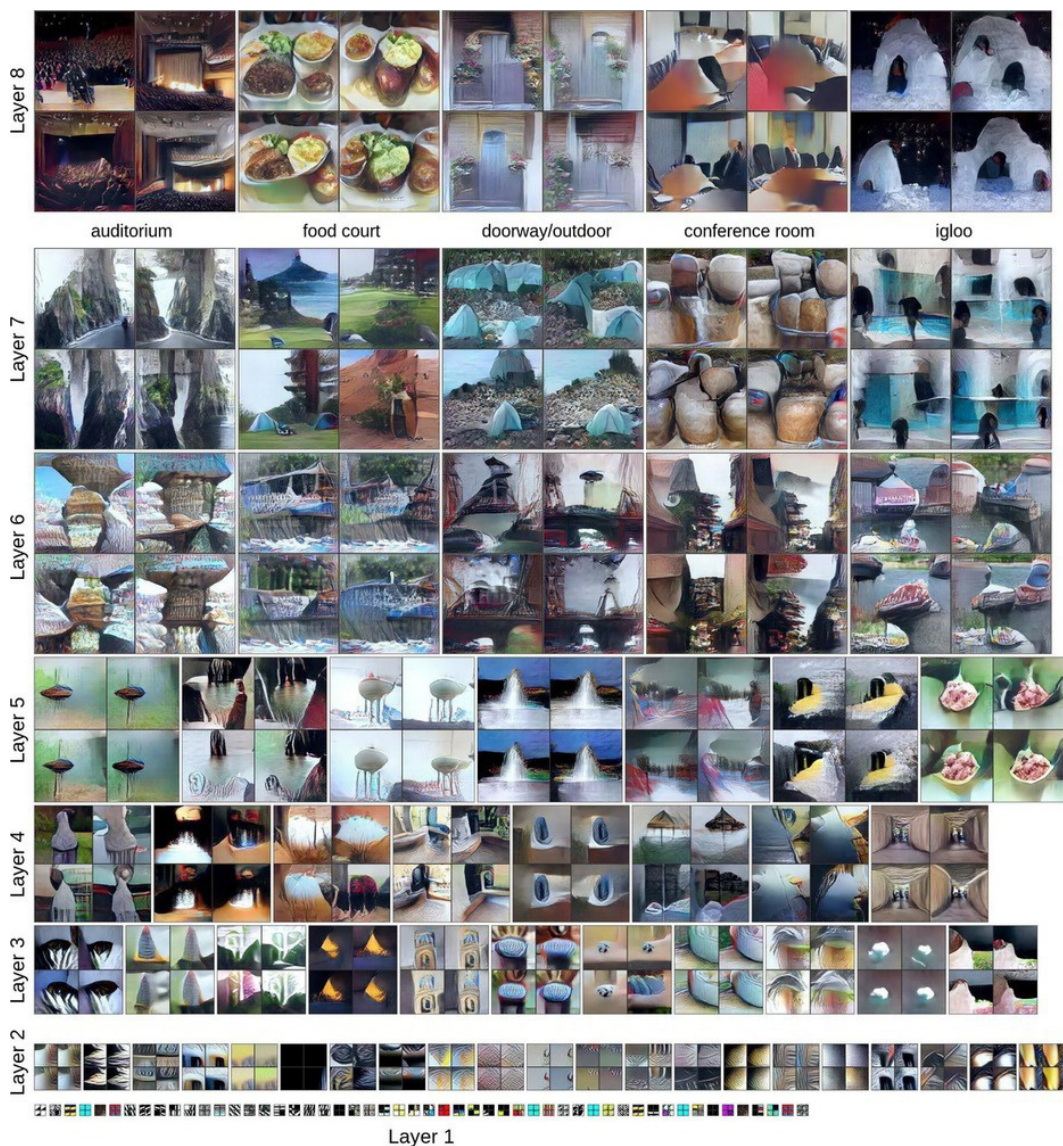 Layer 8
auditorium food court doorway/outdoor conference room igloo
Layer 7
Layer 6
Layer 5
Layer 4
Layer 3
Layer 2
Layer 1